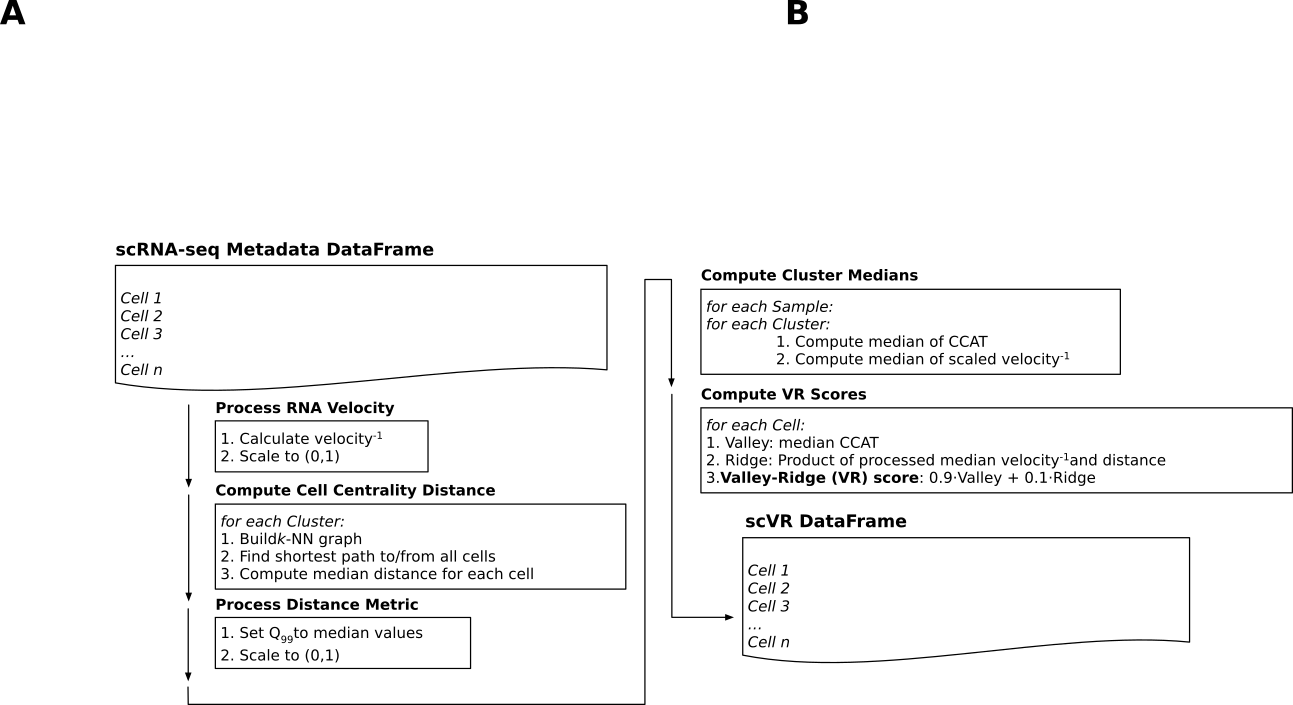 A
B
scRNA-seq Metadata DataFrame
Cell 1
Cell 2
Cell 3
...
Cell n
Process RNA Velocity
1. Calculate velocity-1
2. Scale to (0,1)
Compute Cell Centrality Distance
for each Cluster:
1. Buildk-NN graph
2. Find shortest path to/from all cells
3. Compute median distance for each cell
Process Distance Metric
1. Set Q99to median values
2. Scale to (0,1)
Compute Cluster Medians
for each Sample:
for each Cluster:
1. Compute median of CCAT
2. Compute median of scaled velocity-1
Compute VR Scores
for each Cell:
1. Valley: median CCAT
2. Ridge: Product of processed median velocity-1and distance
3.Valley-Ridge (VR) score: 0.9·Valley + 0.1·Ridge
scVR DataFrame
Cell 1
Cell 2
Cell 3
...
Cell n